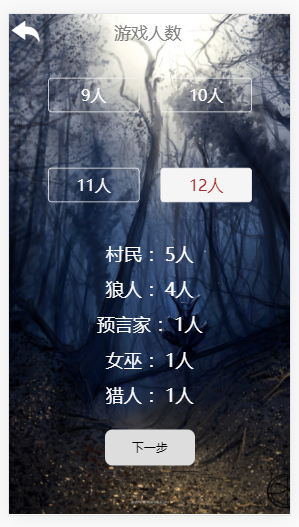 游戏人数
9人 10人
11人 12人
村民： 5人
狼人： 4人
预言家： 1人
女巫： 1人
猎人： 1人
下一步